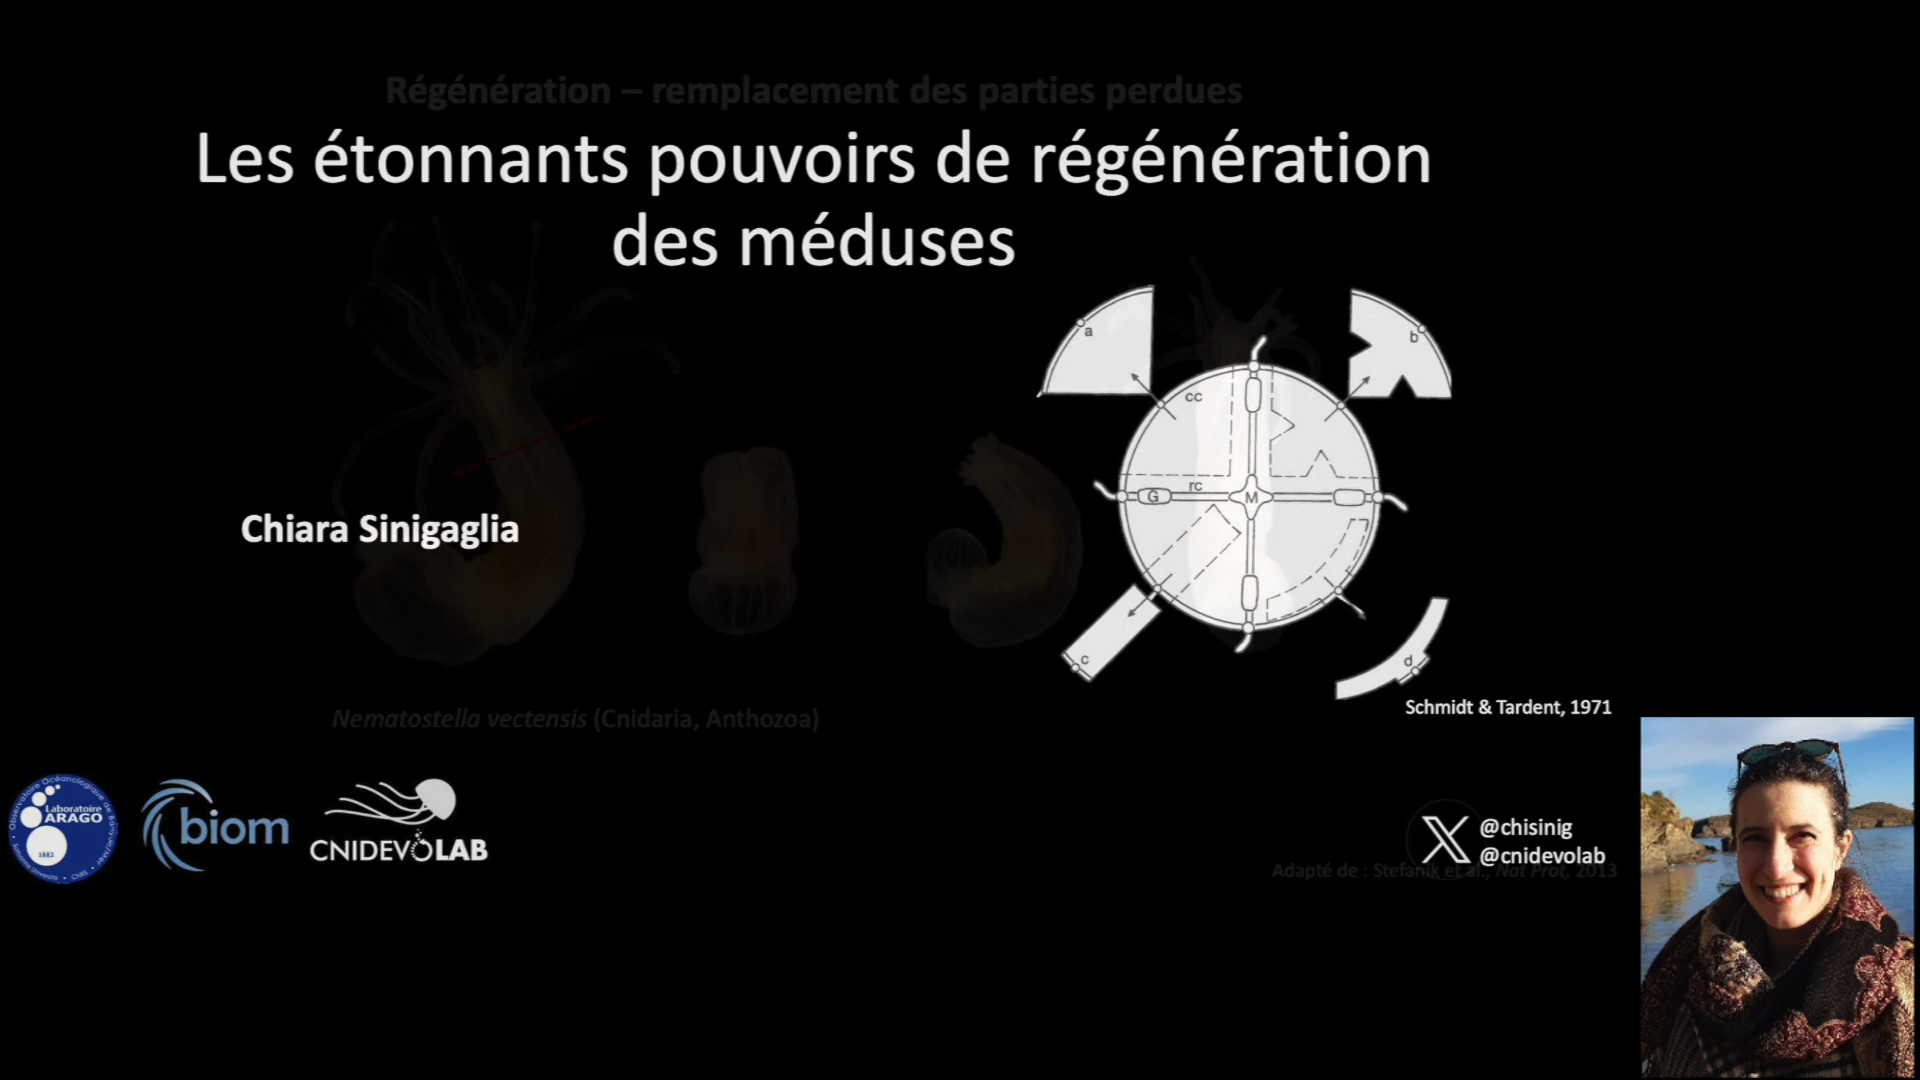 Régénération – remplacement des parties perdues
Les étonnants pouvoirs de régénération
des méduses
a
b
cc
rc
G
M
Chiara Sinigaglia
c
d
Schmidt & Tardent, 1971
Nematostella vectensis (Cnidaria, Anthozoa)
Laboratoire
ARAGO
1882
biom
CNIDEVOLAB
@chisinig
@cnidevolab
Adapté de : Stefanik et al., Nat Prot, 2013